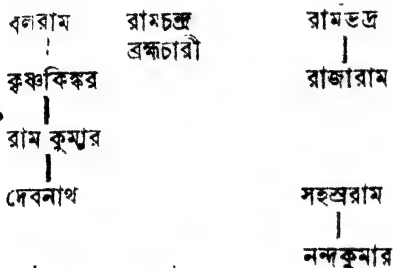 বলরাম রামচন্দ্র রামভদ্র
ব্রহ্মচারী
কৃষ্ণকিঙ্কর রাজারাম
রাম কুমার
দেবনাথ সহস্ররাম
নন্দকুমার